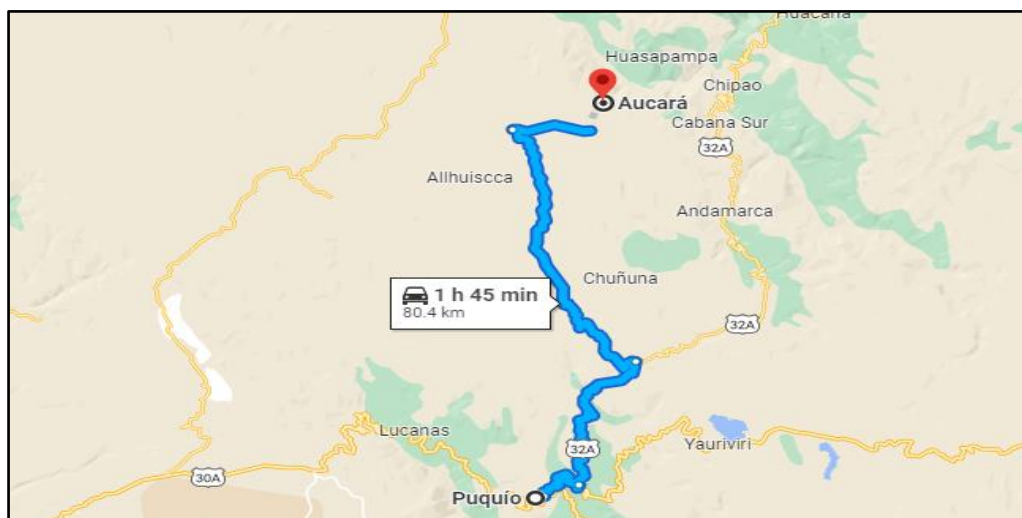 Huacaña
Huasapampa
Chipao
Aucará
Cabana Sur
32A
Allhuiscca
Andamarca
Chuñuna
1 h 45 min
80.4 km
32A
Lucanas
32A
Yauriviri
30A
Puquío